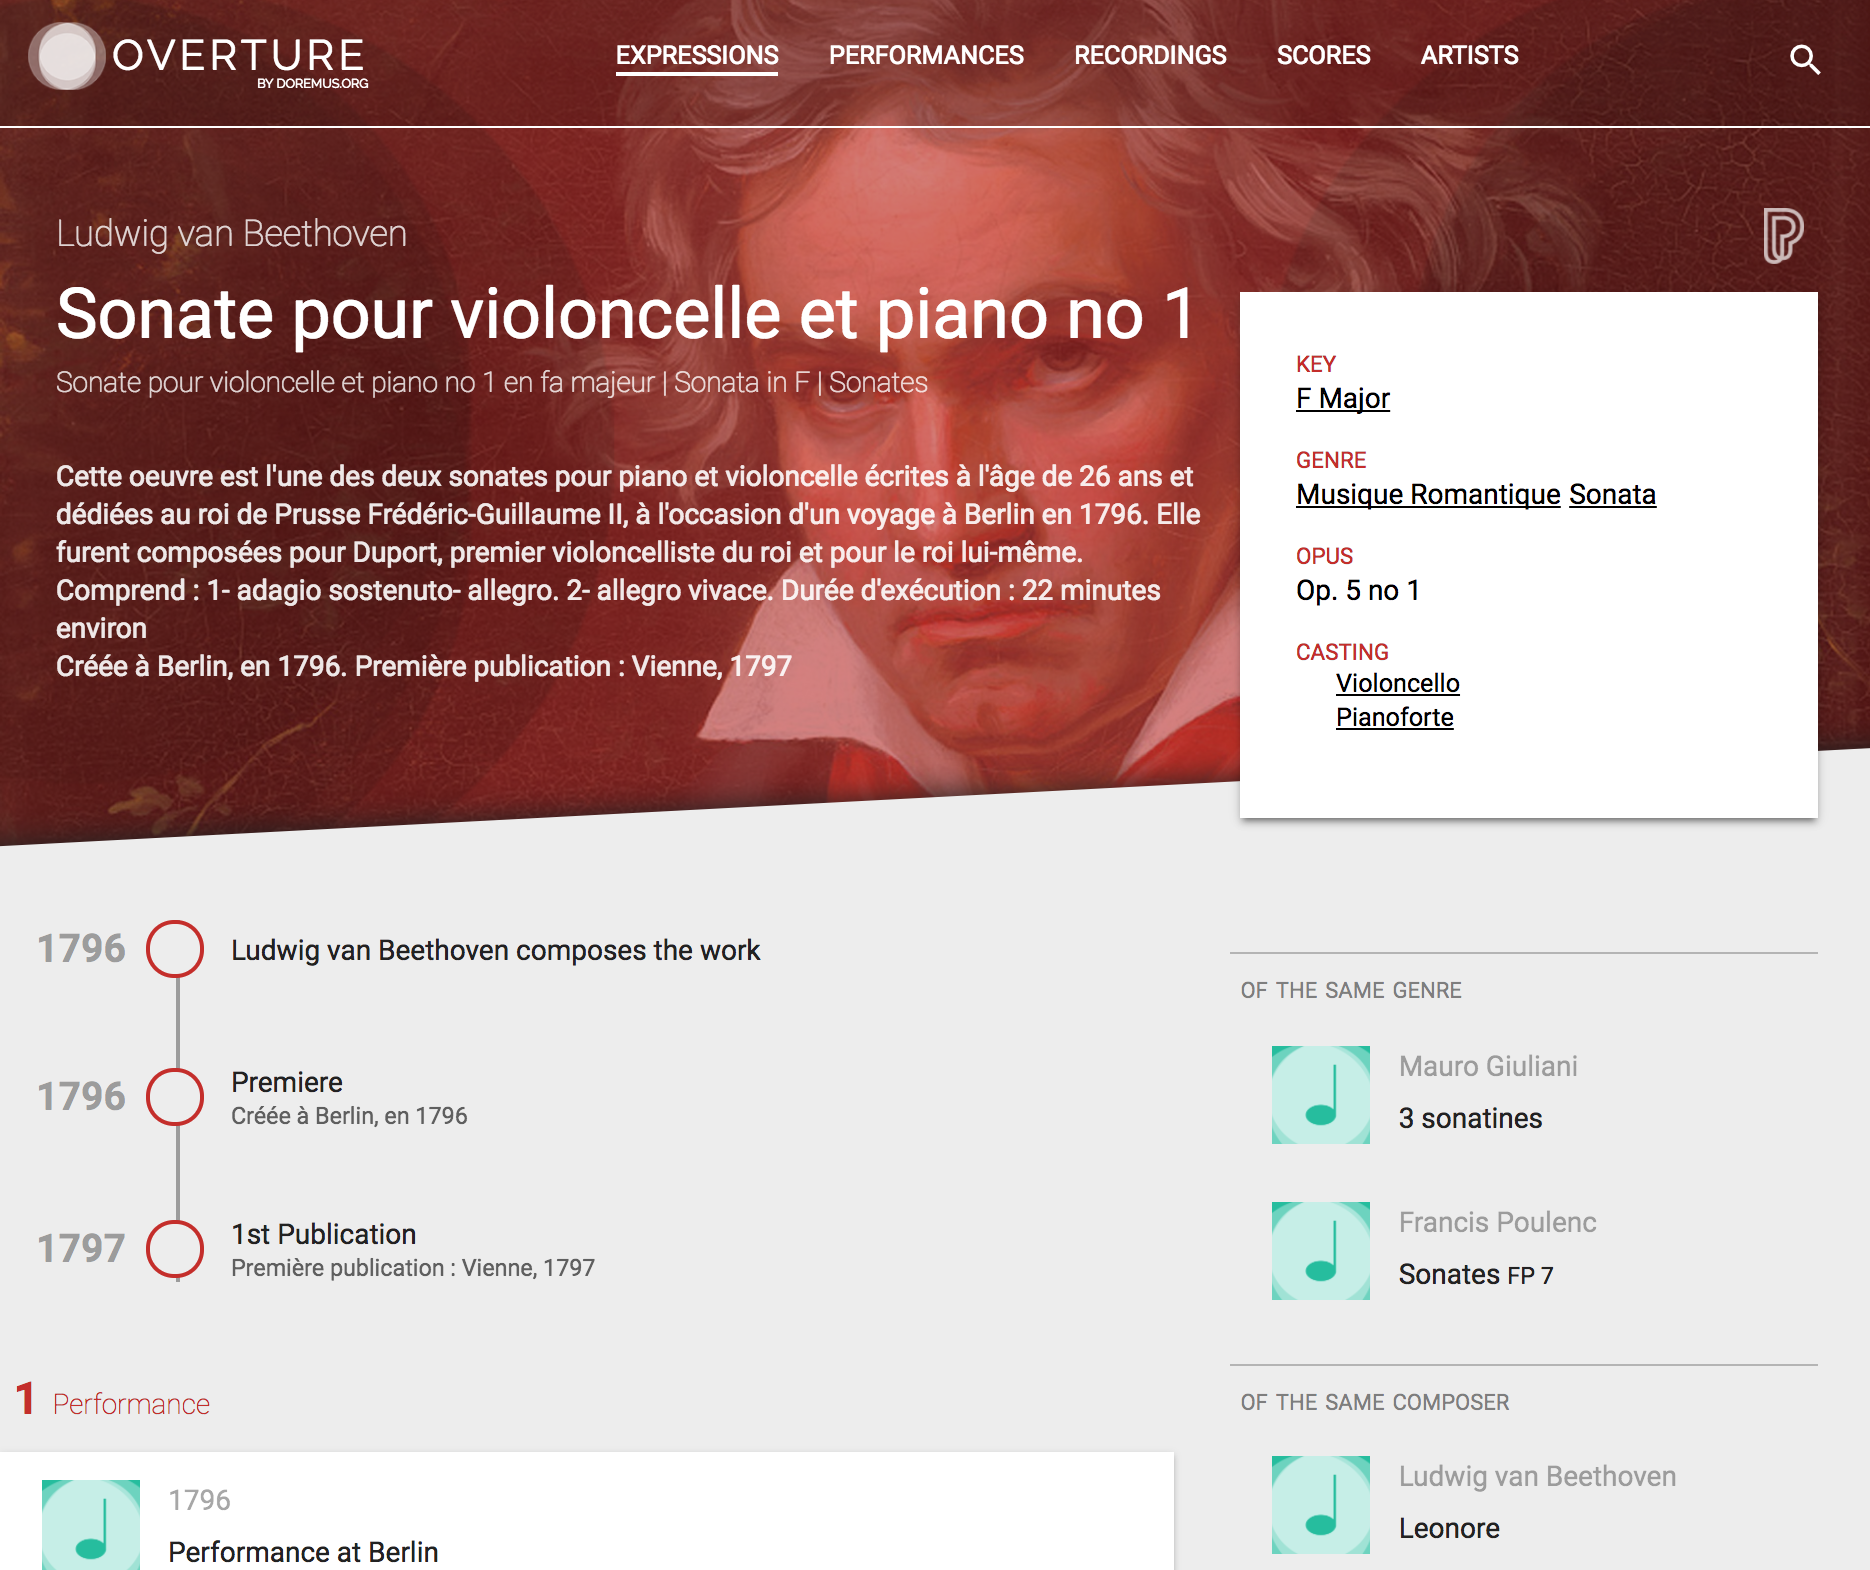 OVERTURE
BY DOREMUS.ORG
EXPRESSIONS PERFORMANCES RECORDINGS SCORES ARTISTS
Ludwig van Beethoven
Sonate pour violoncelle et piano no 1
Sonate pour violoncelle et piano no 1 en fa majeur | Sonata in F | Sonates
Cette oeuvre est l'une des deux sonates pour piano et violoncelle écrites à l'âge de 26 ans et
dédiées au roi de Prusse Frédéric-Guillaume II, à l'occasion d'un voyage à Berlin en 1796. Elle
furent composées pour Duport, premier violoncelliste du roi et pour le roi lui-même.
Comprend : 1- adagio sostenuto- allegro. 2- allegro vivace. Durée d'exécution : 22 minutes
environ
Créée à Berlin, en 1796. Première publication : Vienne, 1797
KEY
F Major
GENRE
Musique Romantique Sonata
OPUS
Op. 5 no 1
CASTING
Violoncello
Pianoforte
1796 Ludwig van Beethoven composes the work
1796 Premiere
Créée à Berlin, en 1796
1797 1st Publication
Première publication : Vienne, 1797
1 Performance
1796
Performance at Berlin
OF THE SAME GENRE
Mauro Giuliani
3 sonatines
Francis Poulenc
Sonates FP 7
OF THE SAME COMPOSER
Ludwig van Beethoven
Leonore